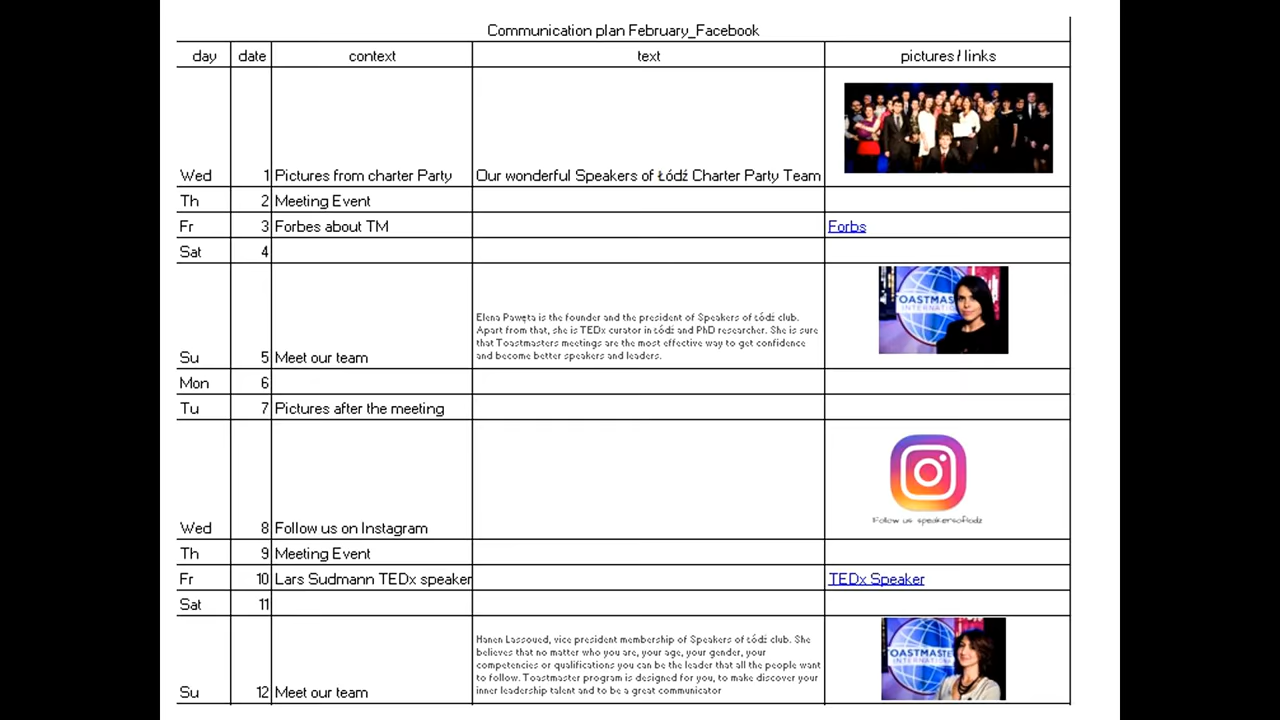 Communication plan February_Facebook
day date context text pictures / links
Wed 1 Pictures from charter Party Our wonderful Speakers of Łódź Charter Party Team
Th 2 Meeting Event
Fr 3 Forbes about TM Forbs
Sat 4
TOASTMAS
INTERNATI
Elena Pawęta is the founder and the president of Speakers of Łódź club.
Apart from that, she is TEDx curator in Łódź and PhD researcher. She is sure
that Toastmasters meetings are the most effective way to get confidence
and become better speakers and leaders.
Su 5 Meet our team
Mon 6
Tu 7 Pictures after the meeting
Follow us speakersoflodz
Wed 8 Follow us on Instagram
Th 9 Meeting Event
Fr 10 Lars Sudmann TEDx speaker TEDx Speaker
Sat 11
Hanen Lassoued, vice president membership of Speakers of Łódź club. She
believes that no matter who you are, your age, your gender, your
competencies or qualifications you can be the leader that all the people want
to follow. Toastmaster program is designed for you, to make discover your
inner leadership talent and to be a great communicator
OASTMASTE
INTERNATION
Su 12 Meet our team